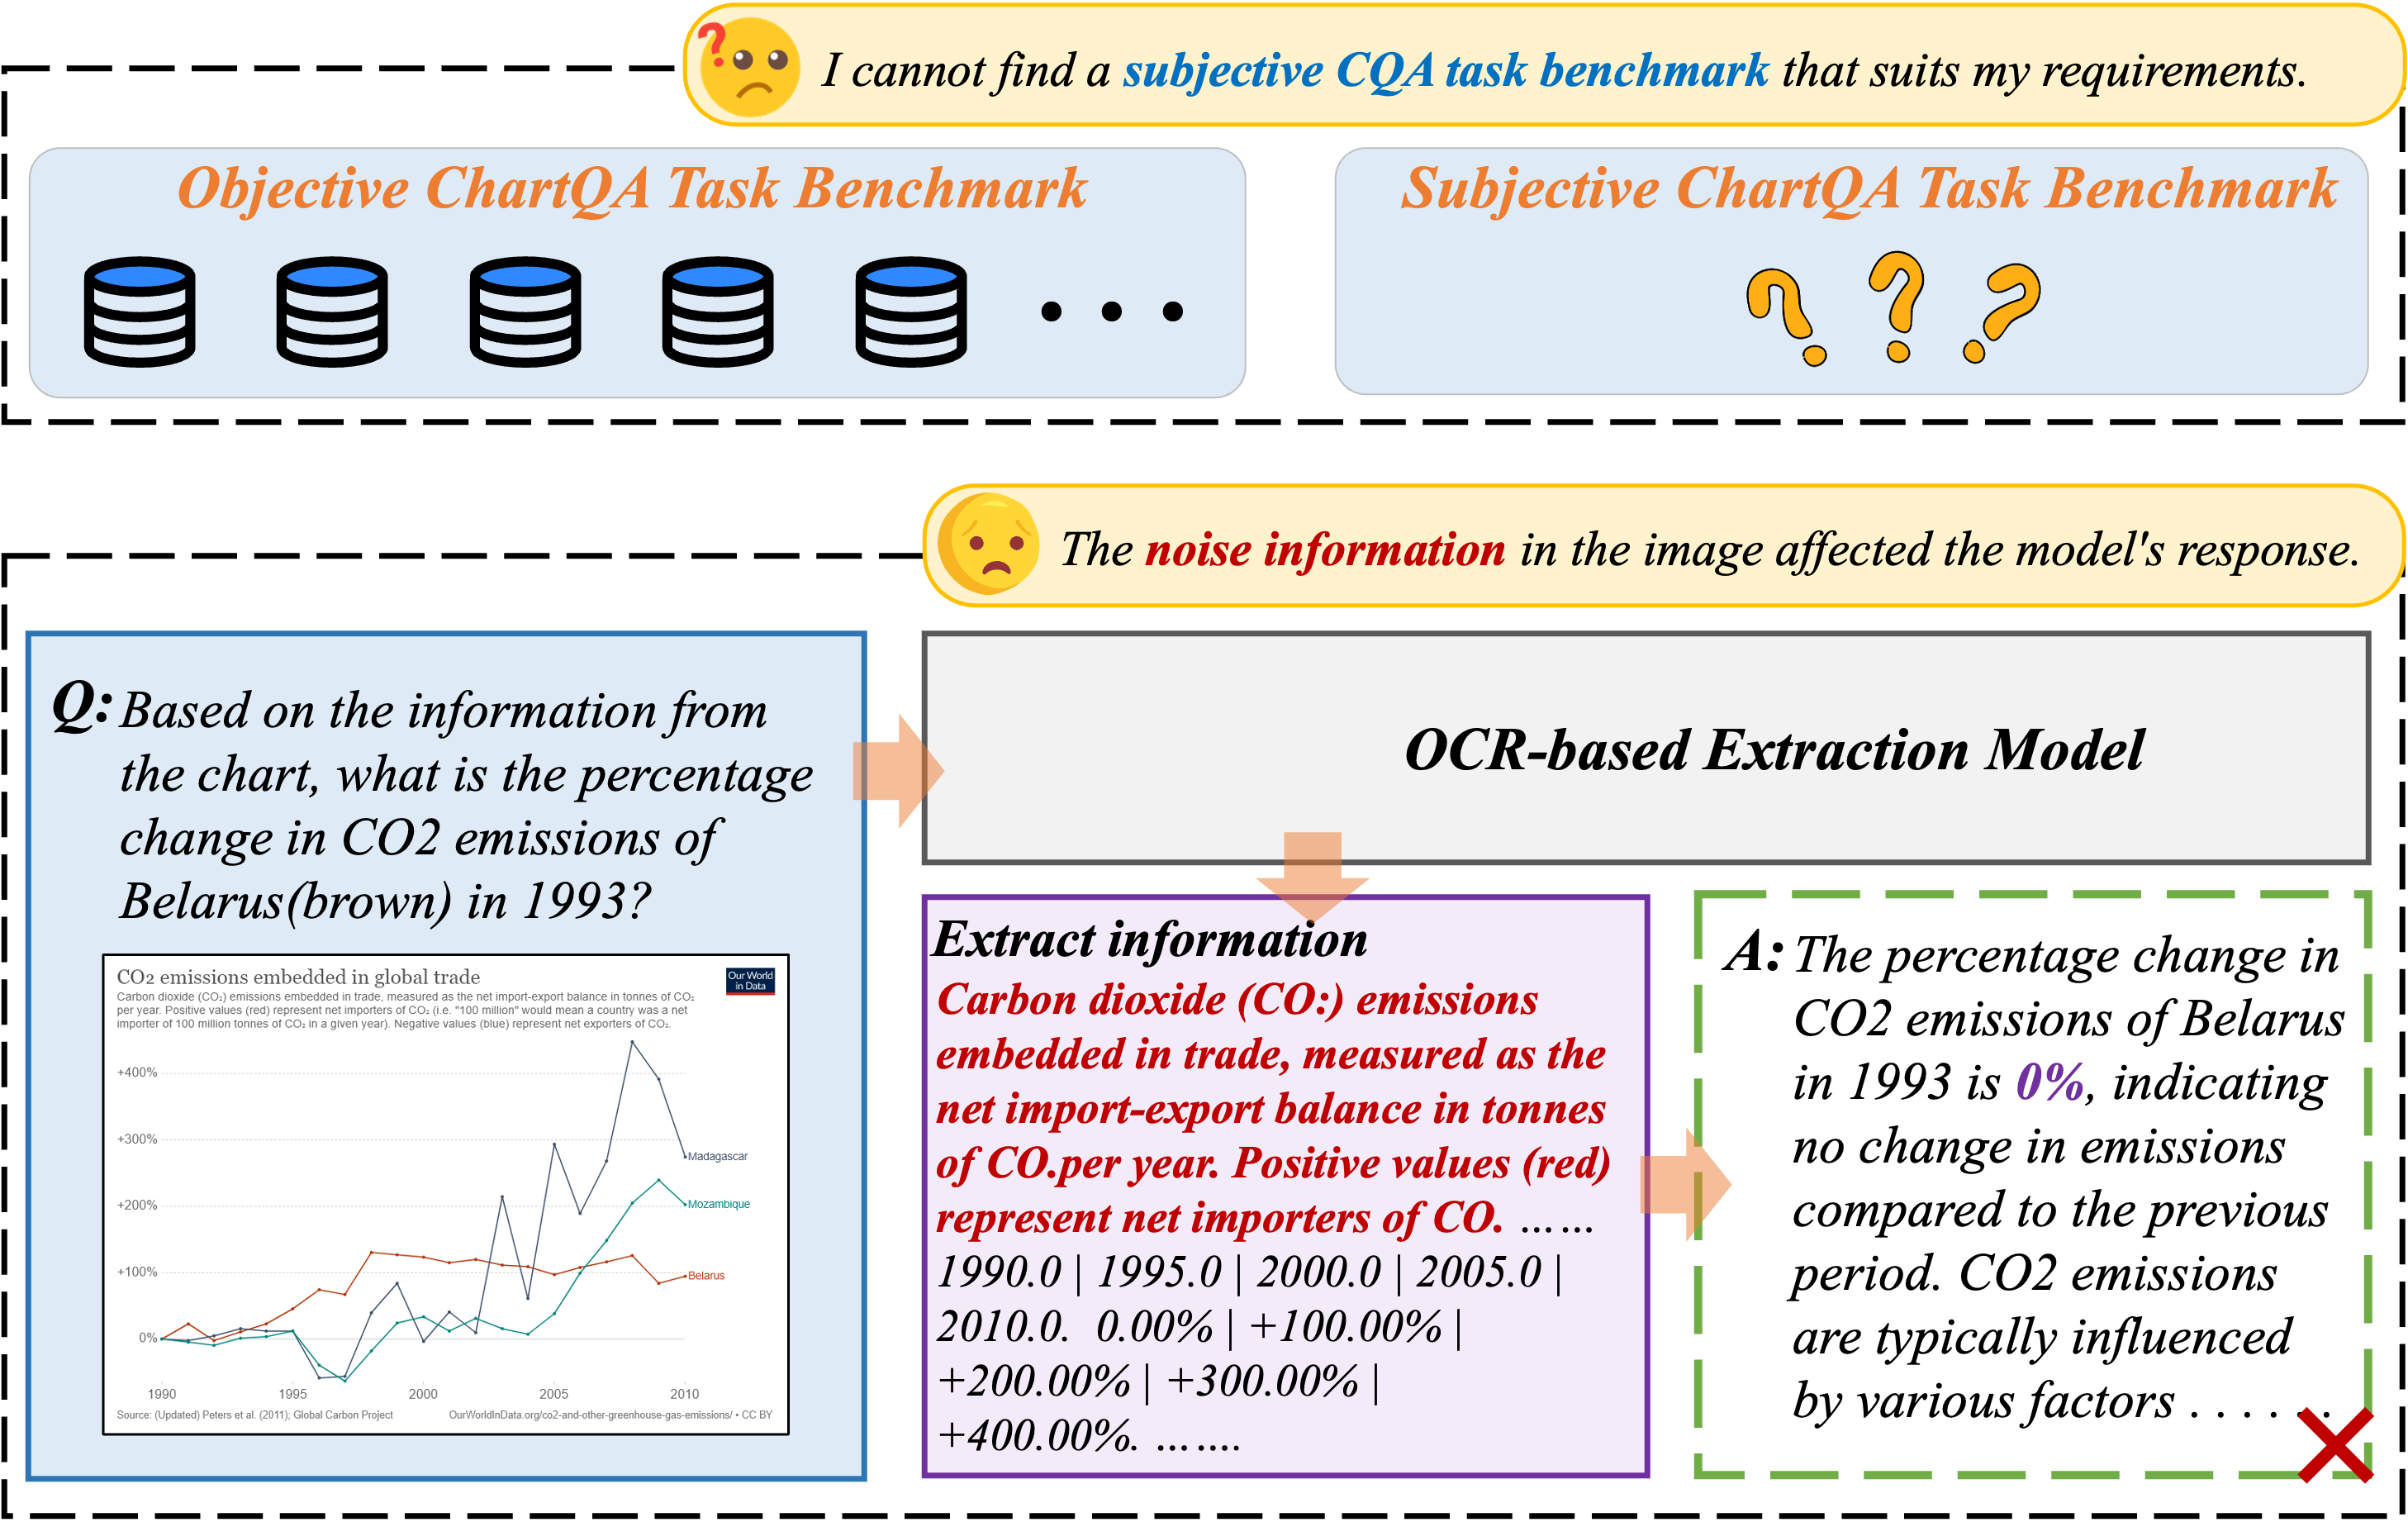 I cannot find a subjective CQA task benchmark that suits my requirements.
Objective ChartQA Task Benchmark
Subjective ChartQA Task Benchmark
The noise information in the image affected the model's response.
Q: Based on the information from
the chart, what is the percentage
change in CO2 emissions of
Belarus(brown) in 1993?
CO2 emissions embedded in global trade
Our World
in Data
Carbon dioxide (CO₂) emissions embedded in trade, measured as the net import-export balance in tonnes of CO₂
per year. Positive values (red) represent net importers of CO₂ (i.e. "100 million" would mean a country was a net
importer of 100 million tonnes of CO₂ in a given year). Negative values (blue) represent net exporters of CO₂.
+400%
+300%
+200%
+100%
0%
Madagascar
Mozambique
Belarus
1990
1995
2000
2005
2010
Source: (Updated) Peters et al. (2011); Global Carbon Project
OurWorldInData.org/co2-and-other-greenhouse-gas-emissions/ • CC BY
OCR-based Extraction Model
Extract information
Carbon dioxide (CO:) emissions
embedded in trade, measured as the
net import-export balance in tonnes
of CO.per year. Positive values (red)
represent net importers of CO. ......
1990.0 | 1995.0 | 2000.0 | 2005.0 |
2010.0. 0.00% | +100.00% |
+200.00% | +300.00% |
+400.00%. .......
A: The percentage change in
CO2 emissions of Belarus
in 1993 is 0%, indicating
no change in emissions
compared to the previous
period. CO2 emissions
are typically influenced
by various factors . . . . . .